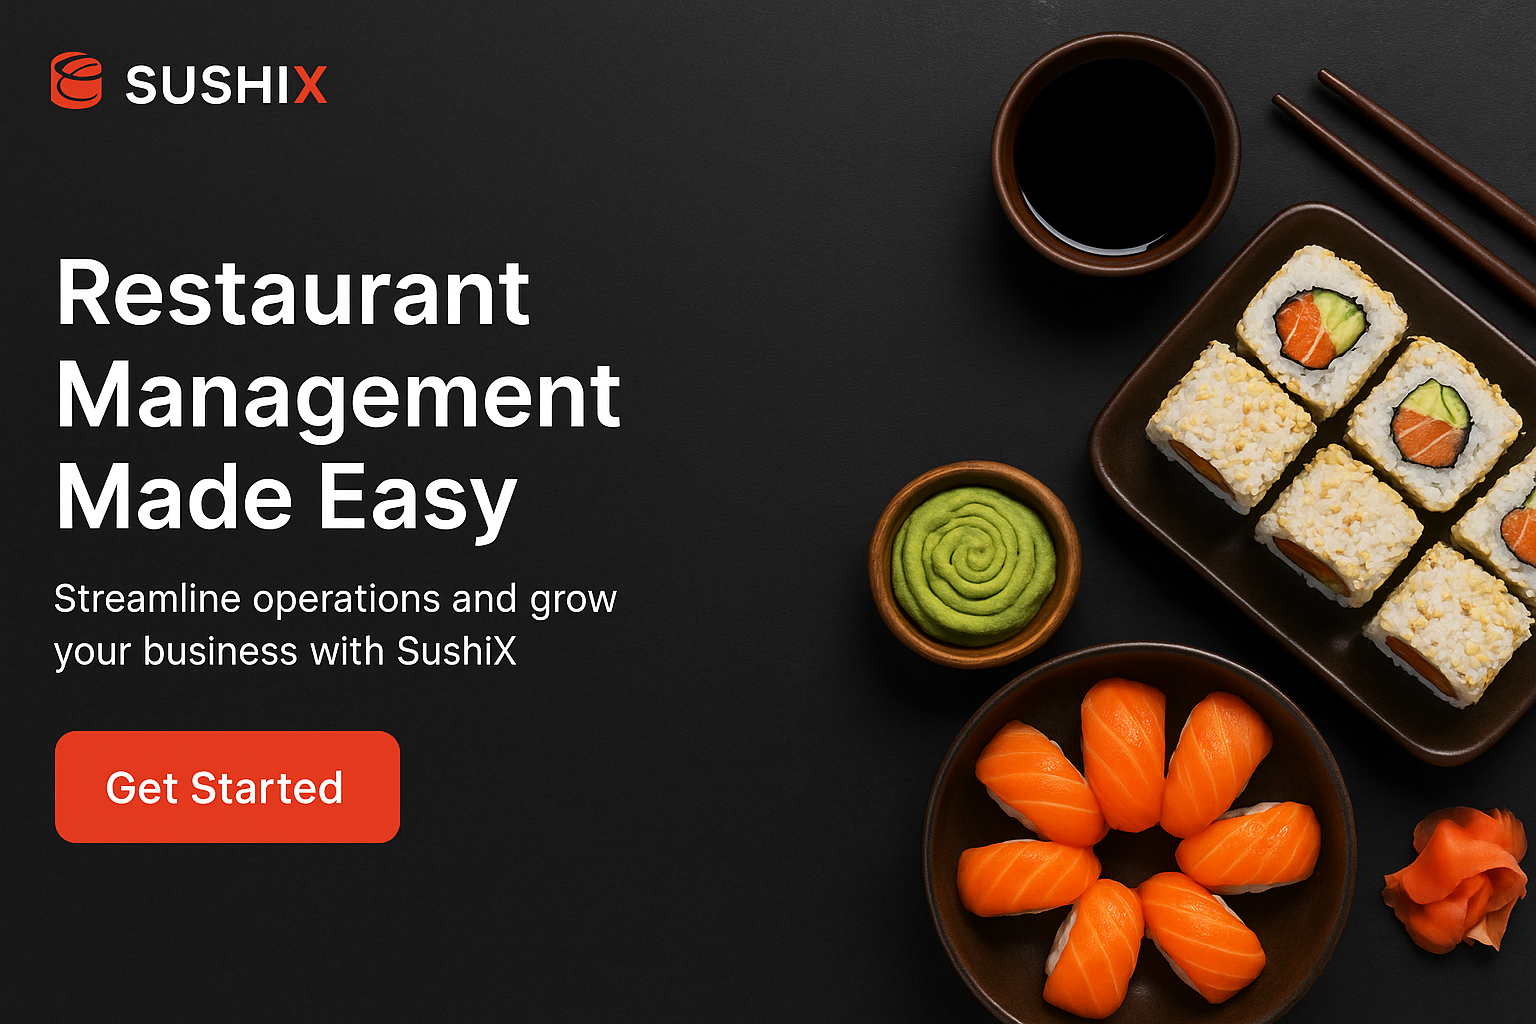 SUSHIX
Restaurant
Management
Made Easy
Streamline operations and grow
your business with SushiX
Get Started